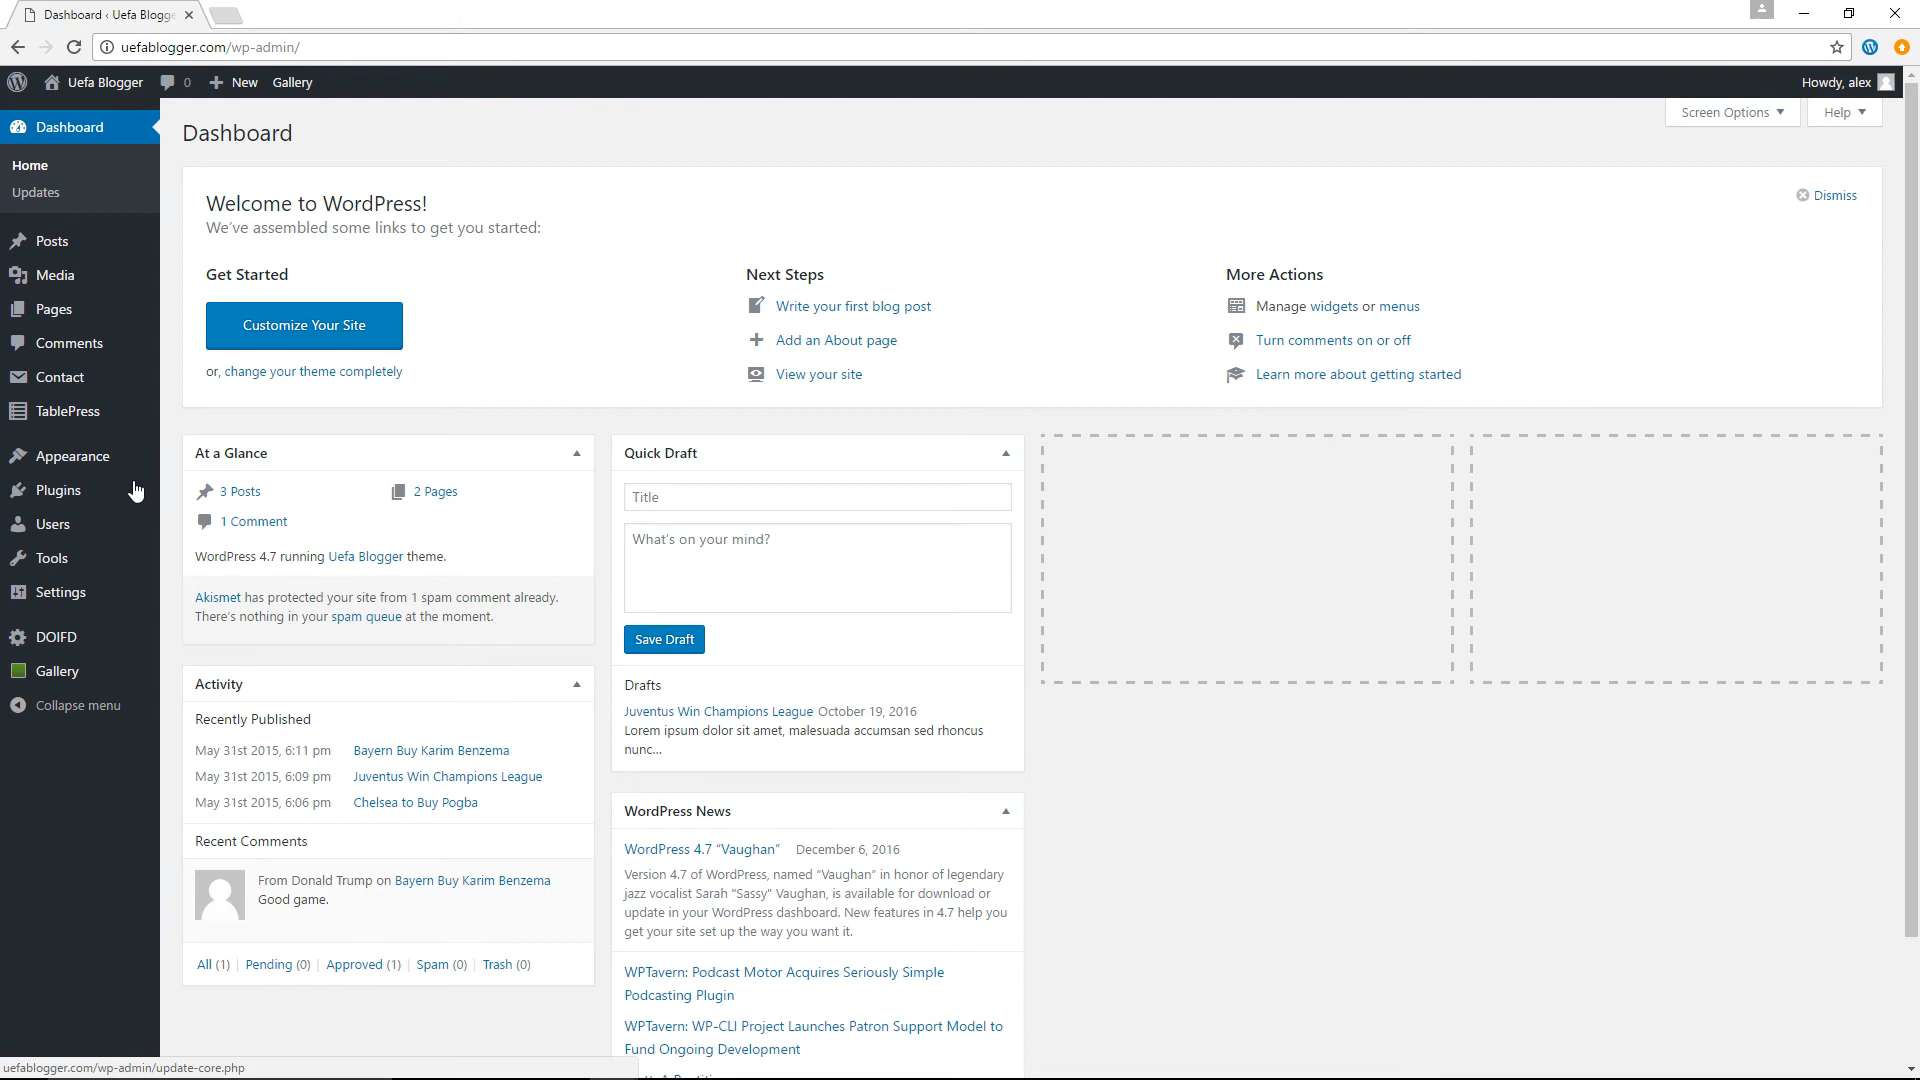 Dashboard ‹ Uefa Blogge
uefablogger.com/wp-admin/
Uefa Blogger 0 New Gallery
Howdy, alex
Dashboard
Home
Updates
Posts
Media
Pages
Comments
Contact
TablePress
Appearance
Plugins
Users
Tools
Settings
DOIFD
Gallery
Collapse menu
Dashboard
Screen Options
Help
Welcome to WordPress!
We've assembled some links to get you started:
Dismiss
Get Started
Customize Your Site
or, change your theme completely
Next Steps
Write your first blog post
Add an About page
View your site
More Actions
Manage widgets or menus
Turn comments on or off
Learn more about getting started
At a Glance
3 Posts
2 Pages
1 Comment
WordPress 4.7 running Uefa Blogger theme.
Akismet has protected your site from 1 spam comment already.
There's nothing in your spam queue at the moment.
Activity
Recently Published
May 31st 2015, 6:11 pm Bayern Buy Karim Benzema
May 31st 2015, 6:09 pm Juventus Win Champions League
May 31st 2015, 6:06 pm Chelsea to Buy Pogba
Recent Comments
From Donald Trump on Bayern Buy Karim Benzema
Good game.
All (1) | Pending (0) | Approved (1) | Spam (0) | Trash (0)
Quick Draft
Title
What's on your mind?
Save Draft
Drafts
Juventus Win Champions League October 19, 2016
Lorem ipsum dolor sit amet, malesuada accumsan sed rhoncus
nunc...
WordPress News
WordPress 4.7 “Vaughan” December 6, 2016
Version 4.7 of WordPress, named “Vaughan” in honor of legendary
jazz vocalist Sarah "Sassy" Vaughan, is available for download or
update in your WordPress dashboard. New features in 4.7 help you
get your site set up the way you want it.
WPTavern: Podcast Motor Acquires Seriously Simple
Podcasting Plugin
WPTavern: WP-CLI Project Launches Patron Support Model to
Fund Ongoing Development
uefablogger.com/wp-admin/update-core.php